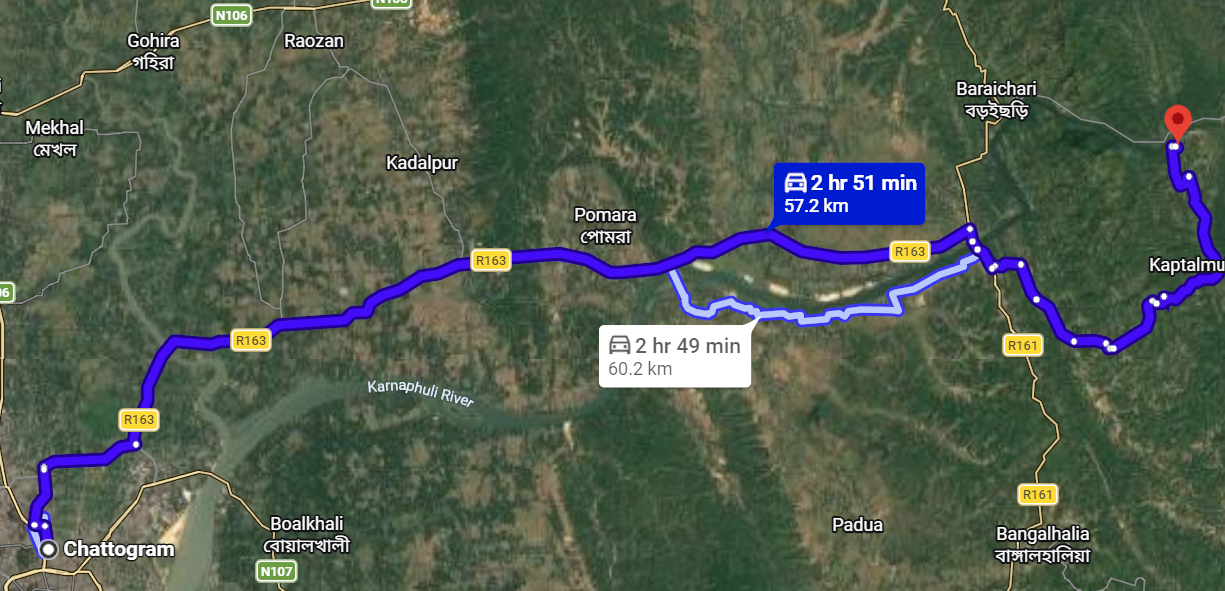 N106
Gohira
গহিরা
Raozan
Mekhal
মেখল
Kadalpur
Baraichari
বড়ইছড়ি
2 hr 51 min
57.2 km
Pomara
পোমরা
R163
R163
Kaptalmu
R163
R161
2 hr 49 min
60.2 km
R163
Karnaphuli River
R161
Padua
Boalkhali
বোয়ালখালী
Bangalhalia
বাঙ্গালহালিয়া
Chattogram
N107